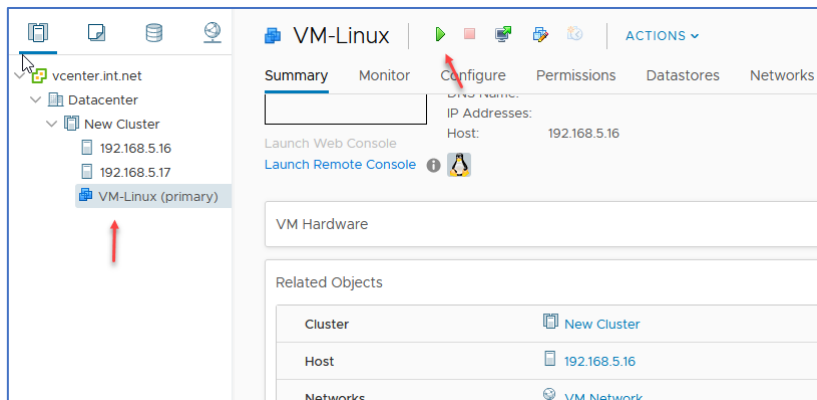 VM-Linux
ACTIONS
vcenter.int.net
Datacenter
New Cluster
192.168.5.16
192.168.5.17
VM-Linux (primary)
Summary Monitor Configure Permissions Datastores Networks
DNS Name:
IP Addresses:
Host: 192.168.5.16
Launch Web Console
Launch Remote Console
VM Hardware
Related Objects
Cluster New Cluster
Host 192.168.5.16
Networks VM Network